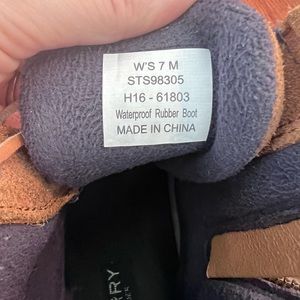 W'S 7 M
STS98305
H16 - 61803
Waterproof Rubber Boot
MADE IN CHINA